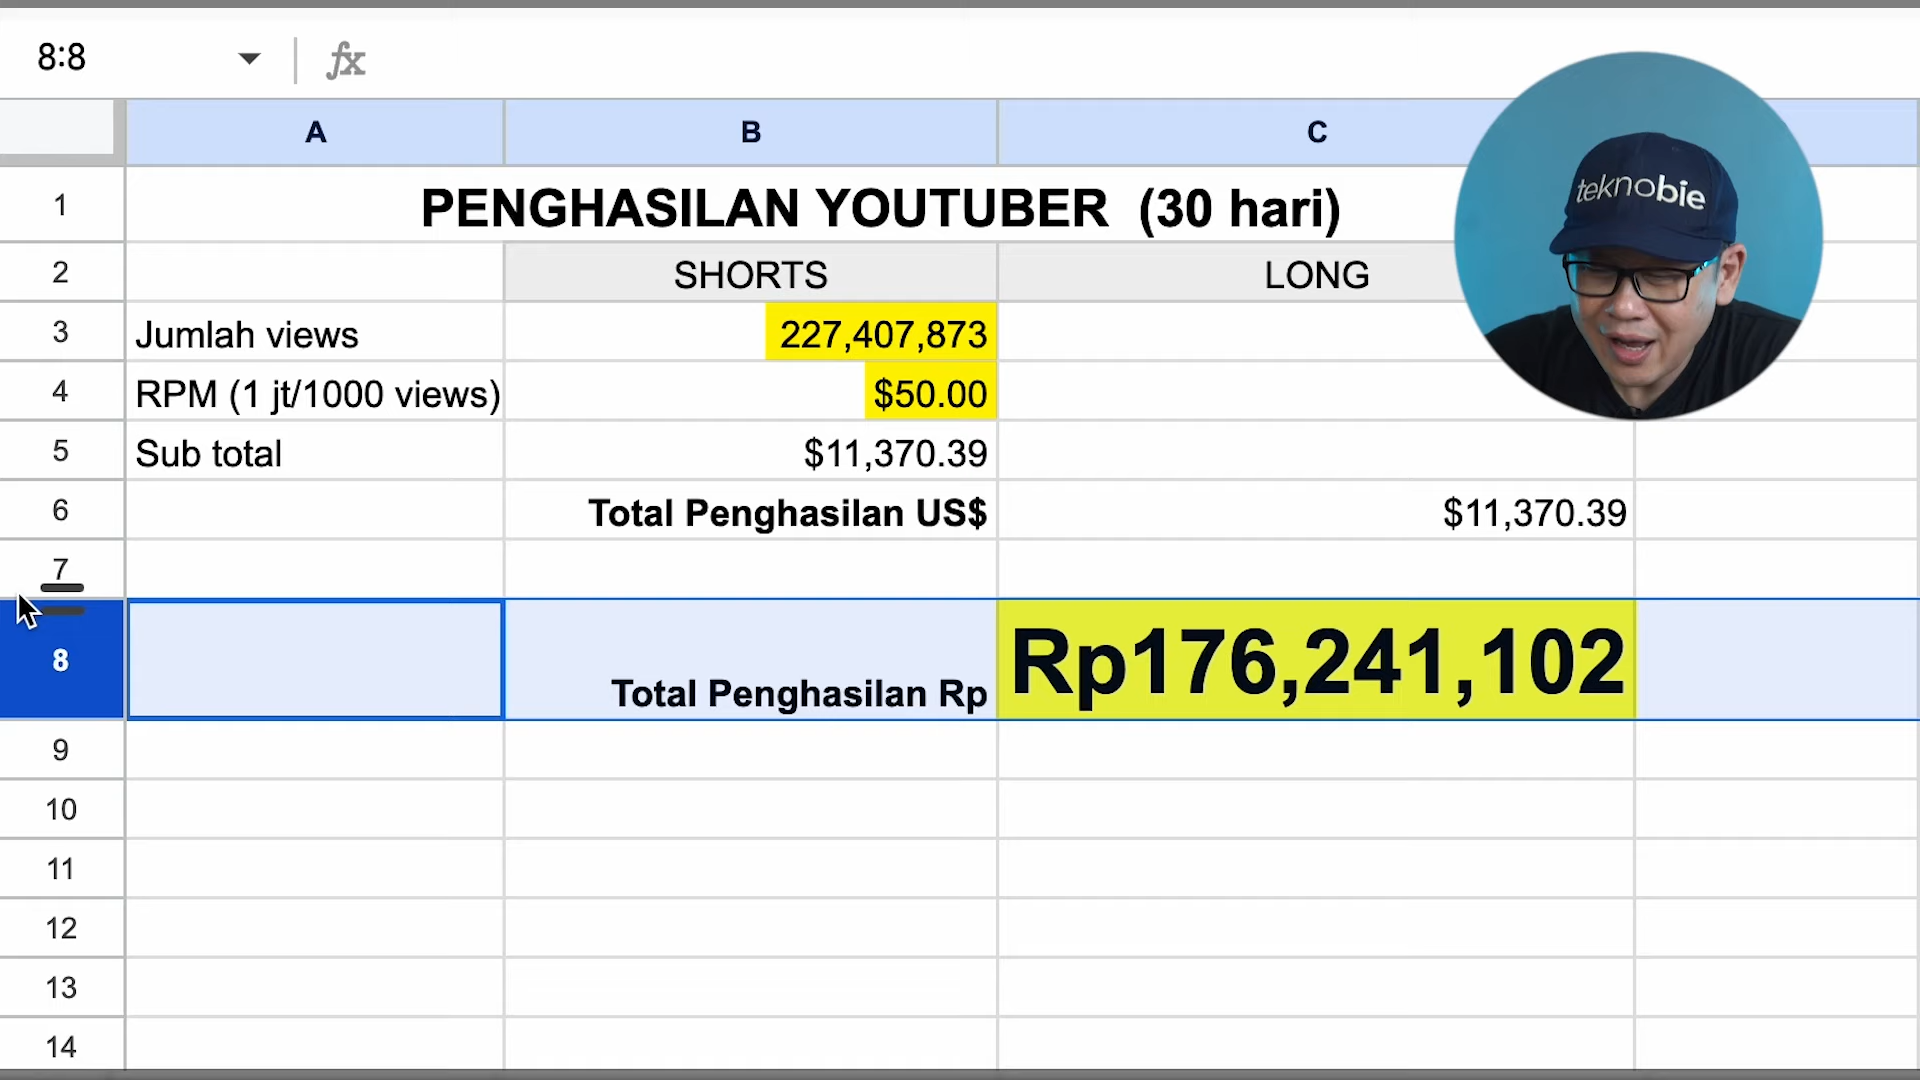 8:8 fx
A B C
1 PENGHASILAN YOUTUBER (30 hari)
teknobie
2 SHORTS LONG
3 Jumlah views 227,407,873
4 RPM (1 jt/1000 views) $50.00
5 Sub total $11,370.39
6 Total Penghasilan US$ $11,370.39
7
8 Total Penghasilan Rp Rp176,241,102
9
10
11
12
13
14